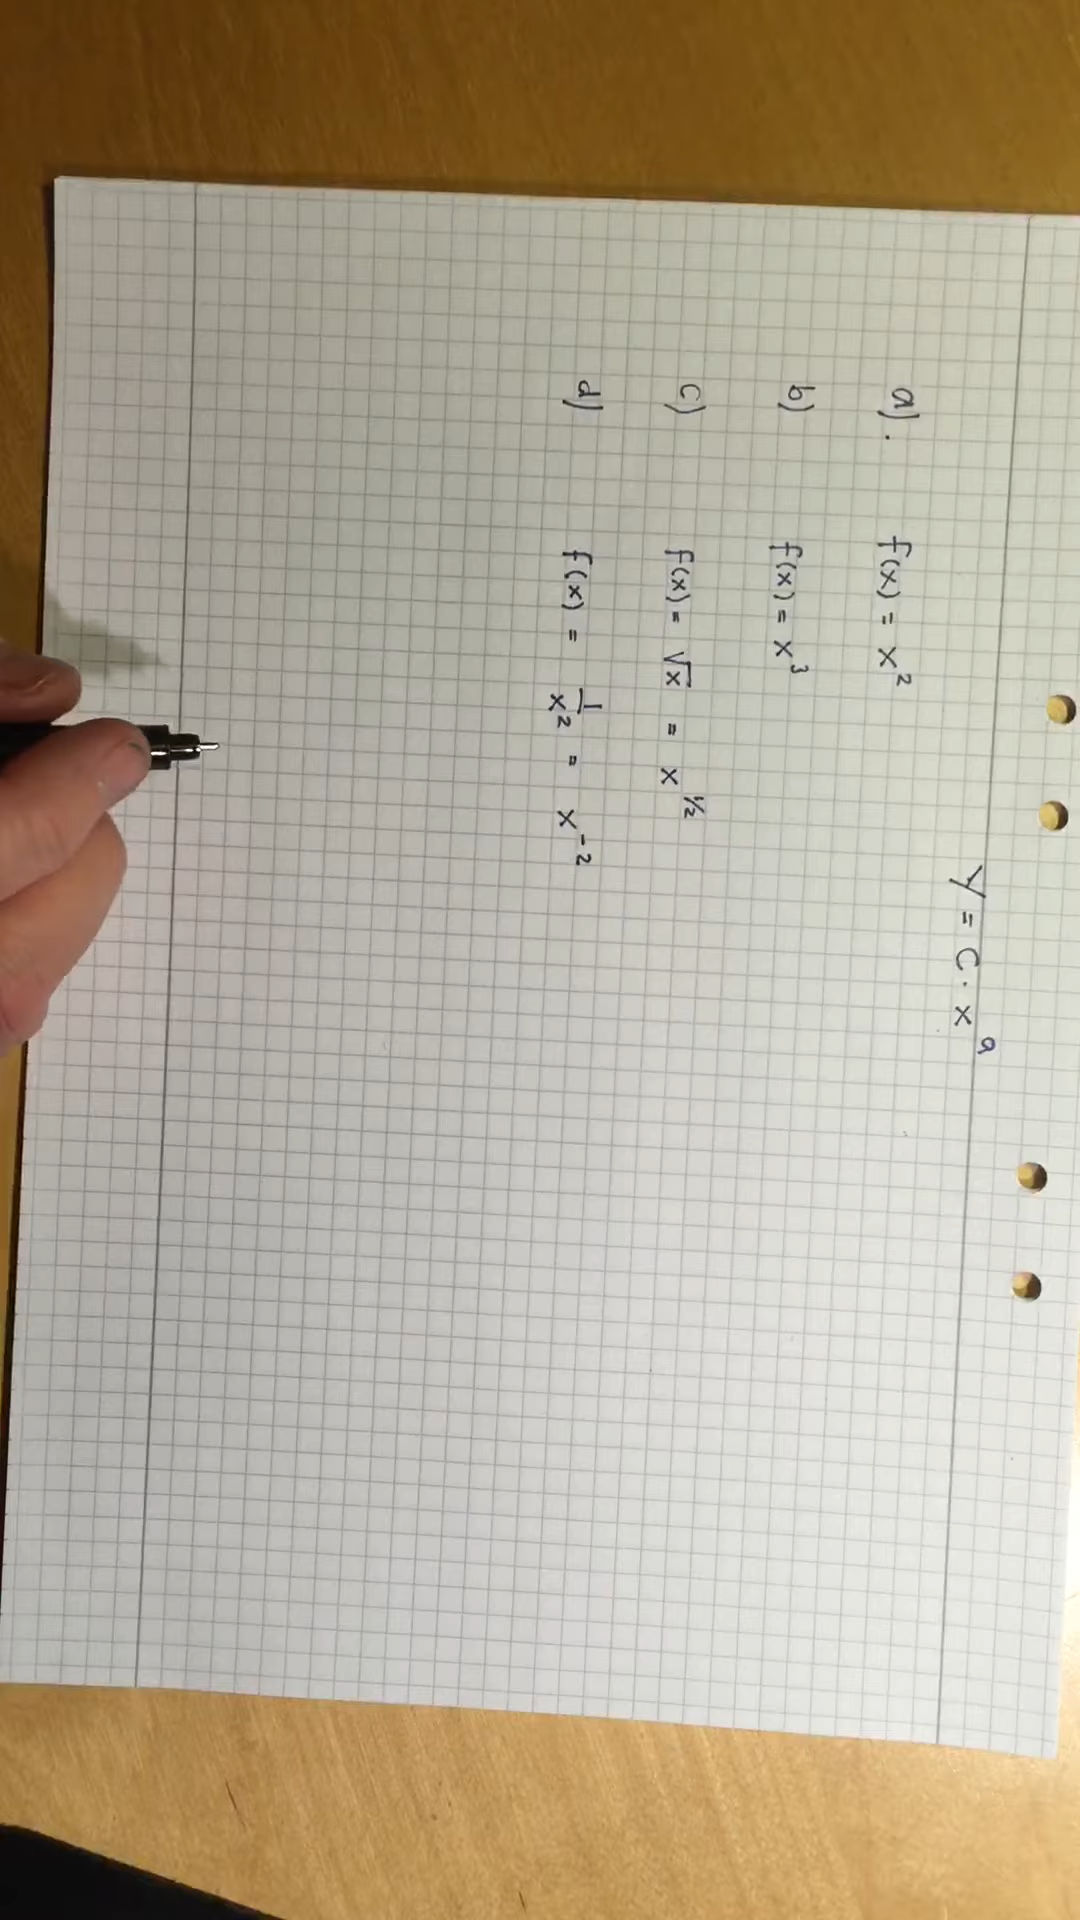 y = C · x^a
a). f(x) = x²
b) f(x) = x³
c) f(x) = √x = x^½
d) f(x) = 1/x² = x⁻²